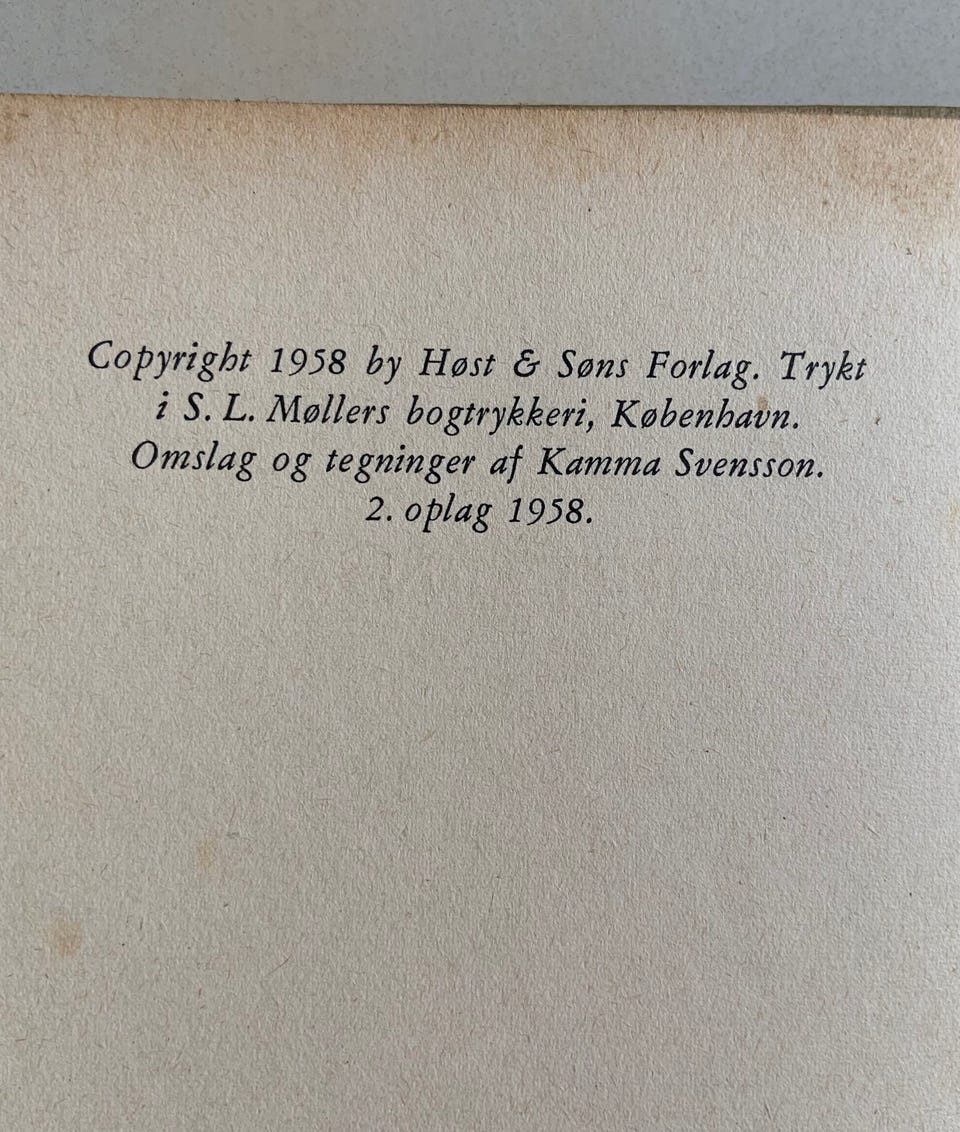 Copyright 1958 by Høst & Søns Forlag. Trykt
i S. L. Møllers bogtrykkeri, København.
Omslag og tegninger af Kamma Svensson.
2. oplag 1958.